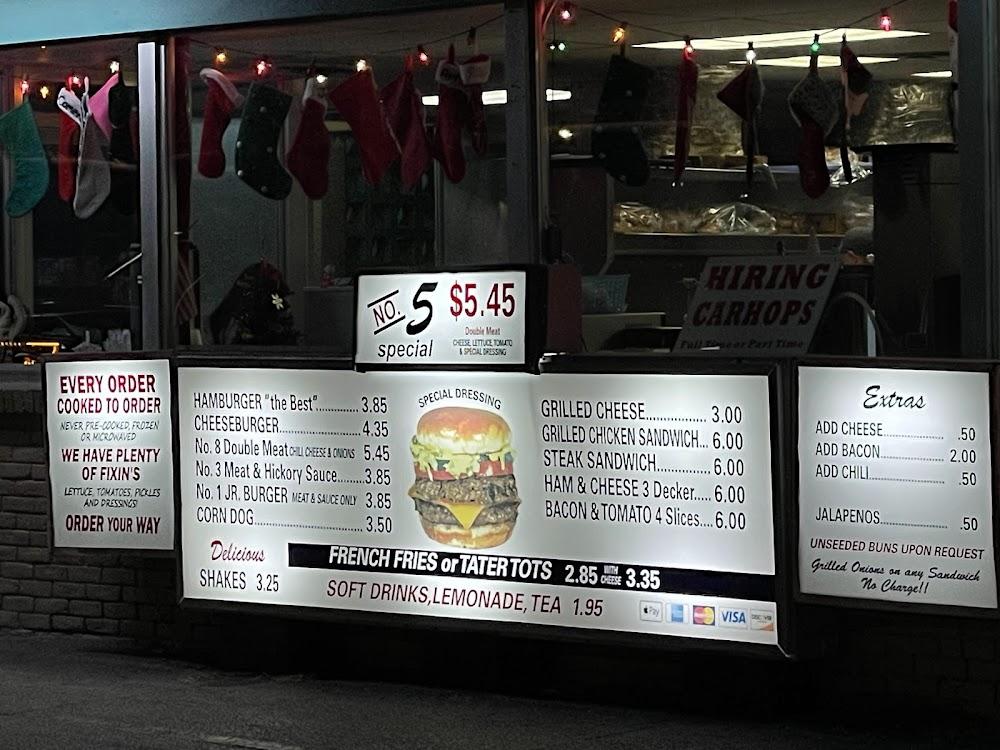 HIRING
CARHOPS
Full Time or Part Time
NO. 5
special
$5.45
Double Meat
CHEESE, LETTUCE, TOMATO
& SPECIAL DRESSING
EVERY ORDER
COOKED TO ORDER
NEVER PRE-COOKED, FROZEN
OR MICROWAVED
WE HAVE PLENTY
OF FIXIN'S
LETTUCE, TOMATOES, PICKLES
AND DRESSINGS!
ORDER YOUR WAY
HAMBURGER "the Best".............. 3.85
CHEESEBURGER................................ 4.35
No. 8 Double Meat CHILI, CHEESE & ONIONS 5.45
No. 3 Meat & Hickory Sauce....... 3.85
No. 1 JR. BURGER MEAT & SAUCE ONLY 3.85
CORN DOG................................ 3.50
Delicious
SHAKES 3.25
SPECIAL DRESSING
GRILLED CHEESE............... 3.00
GRILLED CHICKEN SANDWICH... 6.00
STEAK SANDWICH.............. 6.00
HAM & CHEESE 3 Decker..... 6.00
BACON & TOMATO 4 Slices.... 6.00
FRENCH FRIES or TATER TOTS 2.85 WITH CHEESE 3.35
SOFT DRINKS, LEMONADE, TEA 1.95
Pay
VISA
DISCOVER
Extras
ADD CHEESE.................... .50
ADD BACON.................... 2.00
ADD CHILI.................... .50
JALAPENOS.................... .50
UNSEEDED BUNS UPON REQUEST
Grilled Onions on any Sandwich
No Charge!!